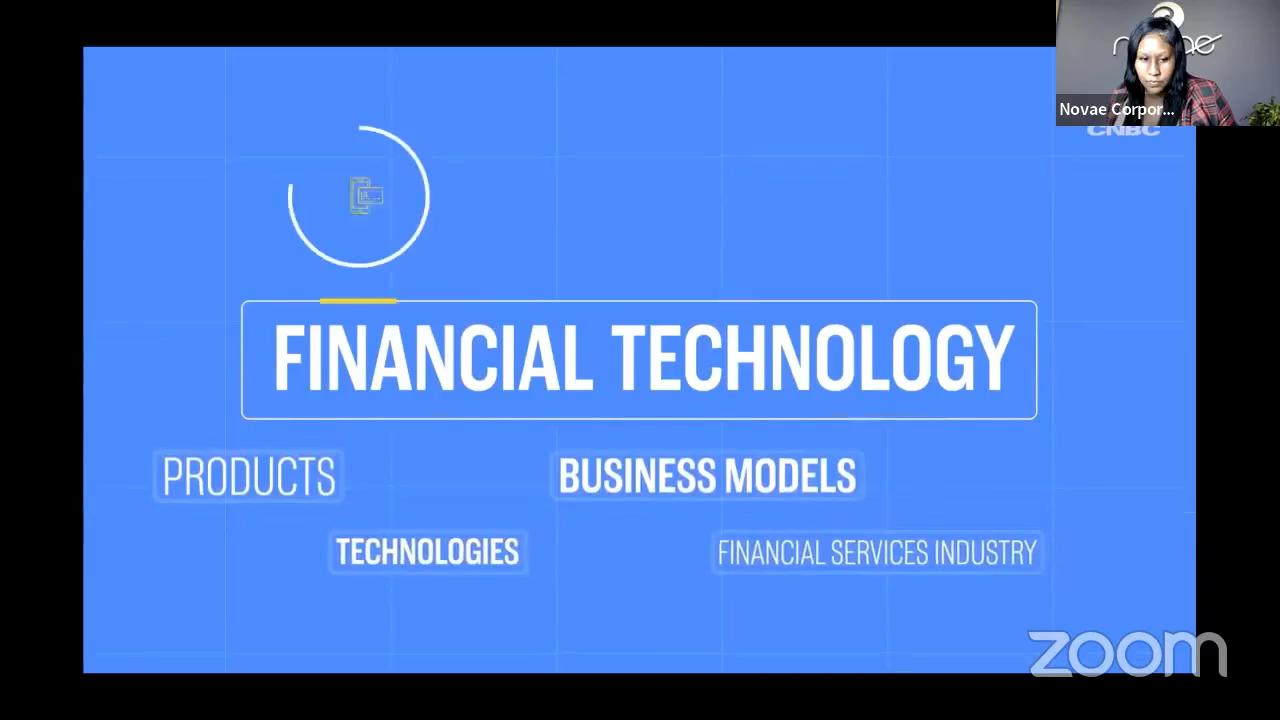 Novae Corpor...
CNBC
FINANCIAL TECHNOLOGY
PRODUCTS
BUSINESS MODELS
TECHNOLOGIES
FINANCIAL SERVICES INDUSTRY
zoom